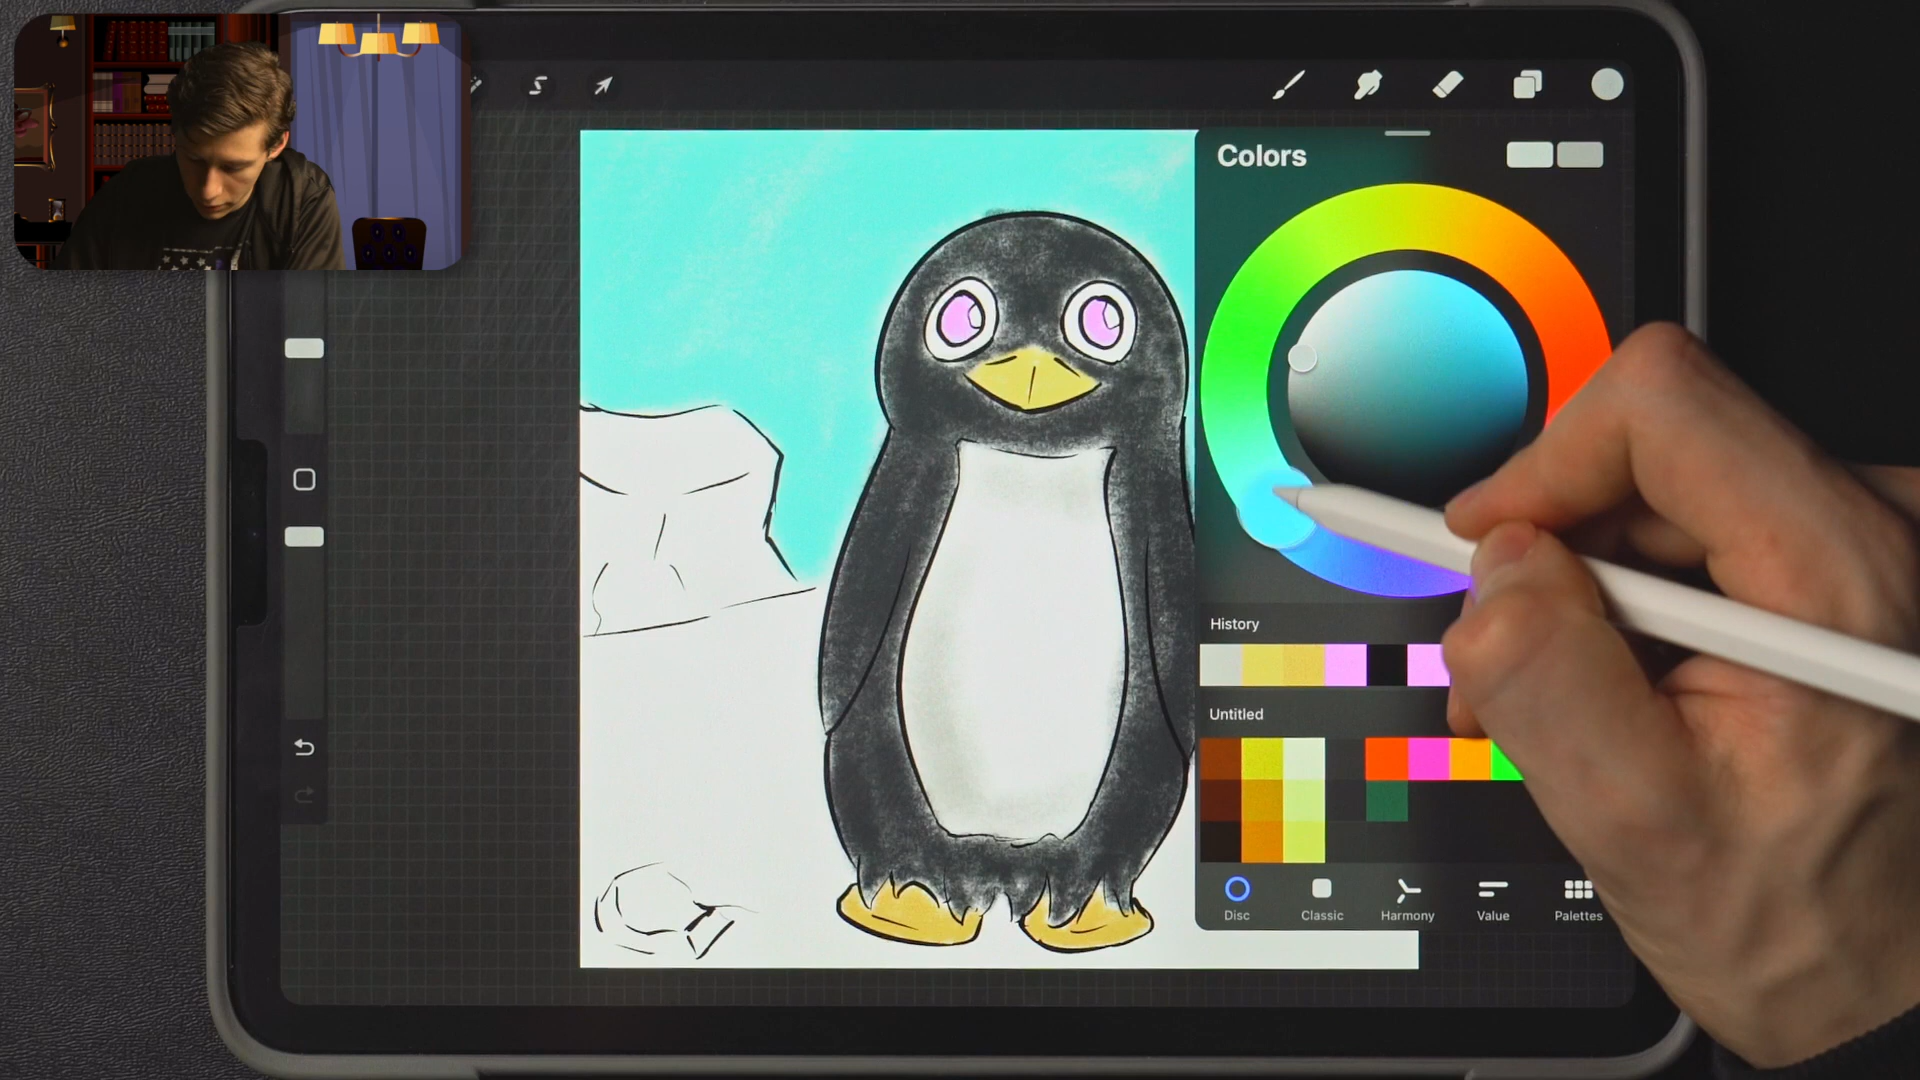 Colors
History
Untitled
Disc
Classic
Harmony
Value
Palettes